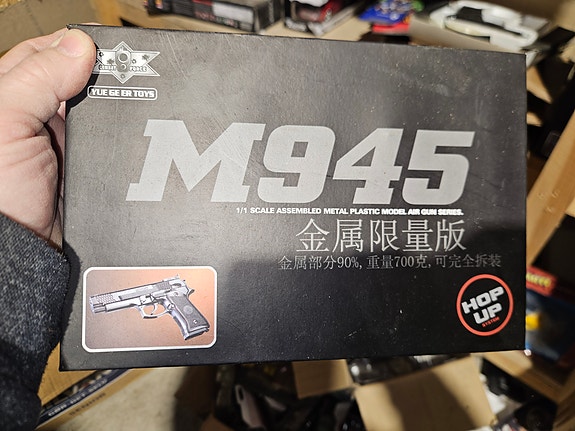 YUE GE ER TOYS
M945
1/1 SCALE ASSEMBLED METAL PLASTIC MODEL AIR GUN SERIES.
金属限量版
金属部分90%,重量700克,可完全拆装
HOP
UP
SYSTEM